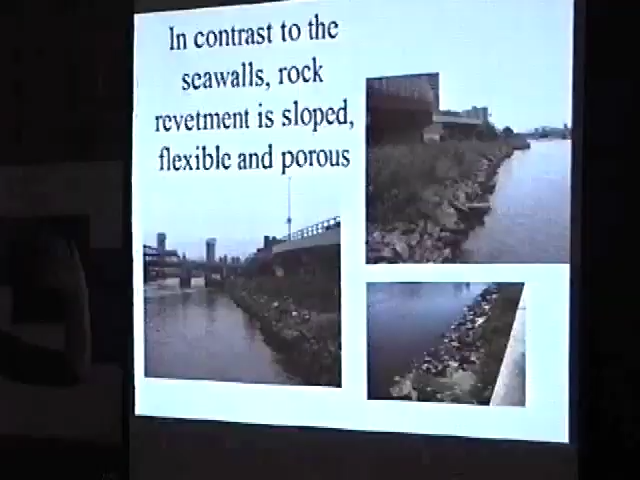 In contrast to the
seawalls, rock
revetment is sloped,
flexible and porous